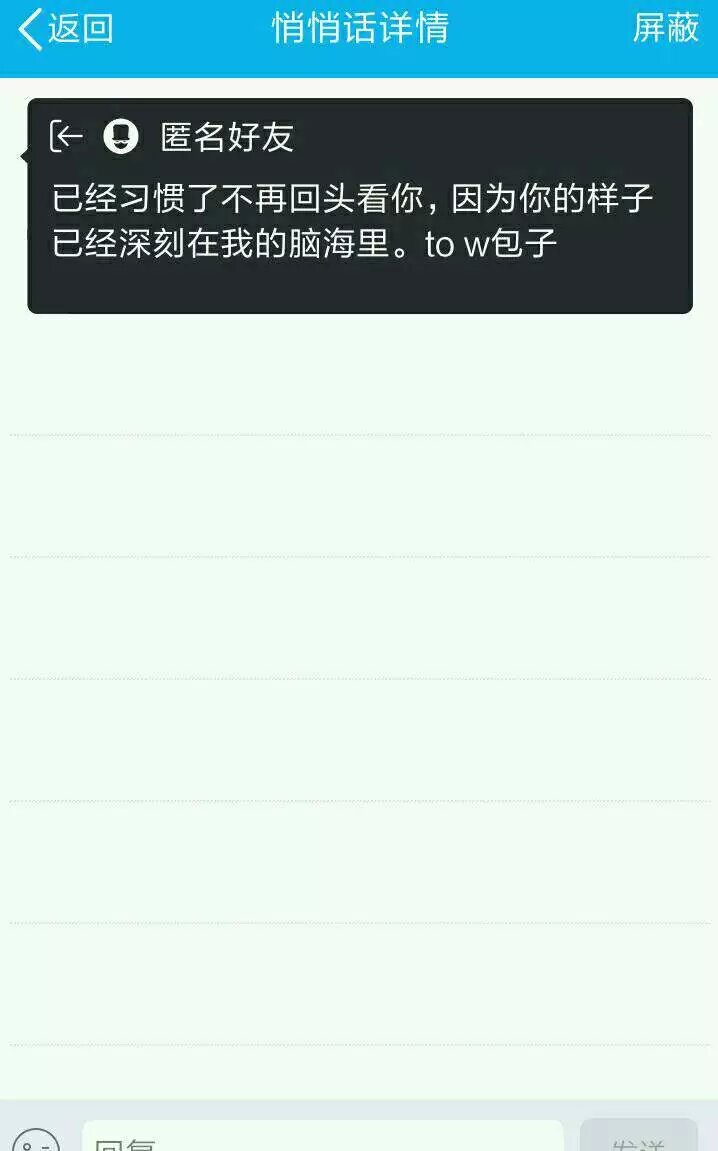 返回 悄悄话详情 屏蔽
匿名好友
已经习惯了不再回头看你，因为你的样子
已经深刻在我的脑海里。to w包子
回复 发送